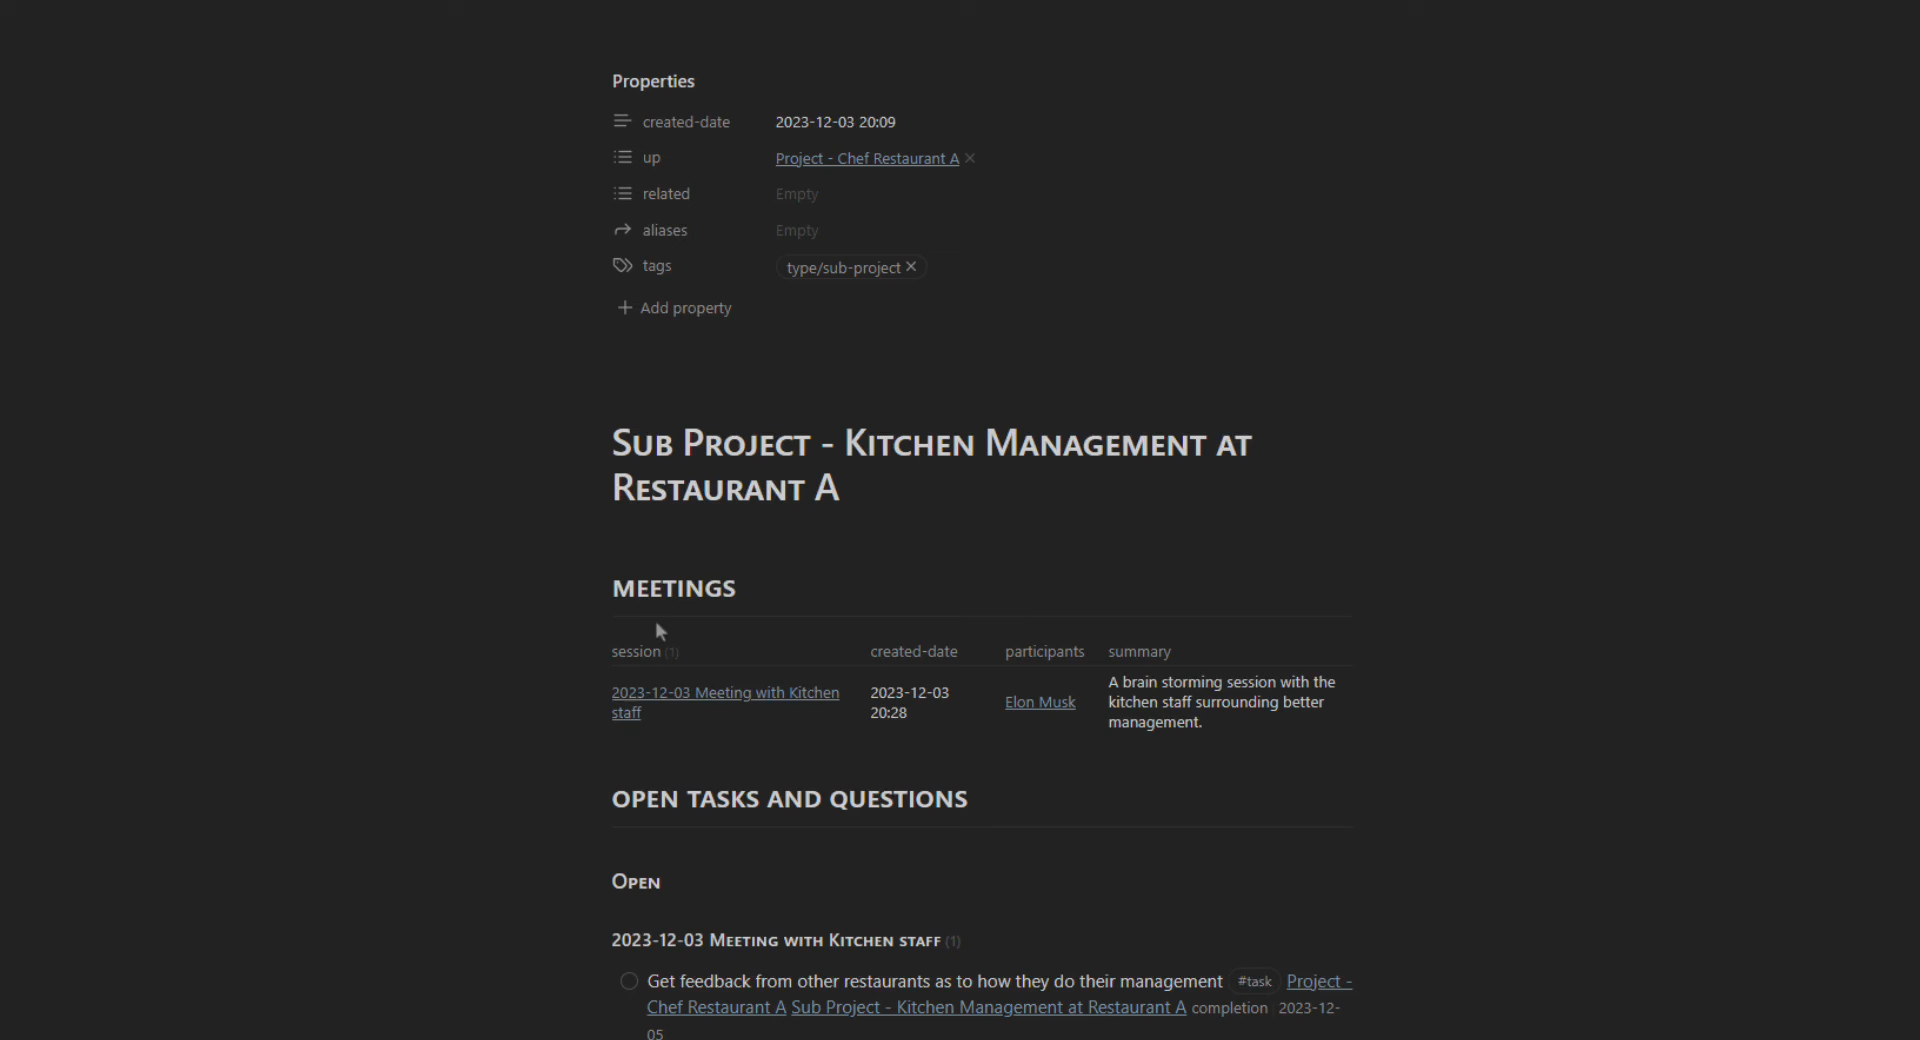 Properties
created-date 2023-12-03 20:09
up Project - Chef Restaurant A
related Empty
aliases Empty
tags type/sub-project
Add property
Sub Project - Kitchen Management at
Restaurant A
MEETINGS
session (1) created-date participants summary
2023-12-03 Meeting with Kitchen staff 2023-12-03 20:28 Elon Musk A brain storming session with the kitchen staff surrounding better management.
OPEN TASKS AND QUESTIONS
Open
2023-12-03 Meeting with Kitchen staff (1)
Get feedback from other restaurants as to how they do their management #task Project -
Chef Restaurant A Sub Project - Kitchen Management at Restaurant A completion 2023-12-
05